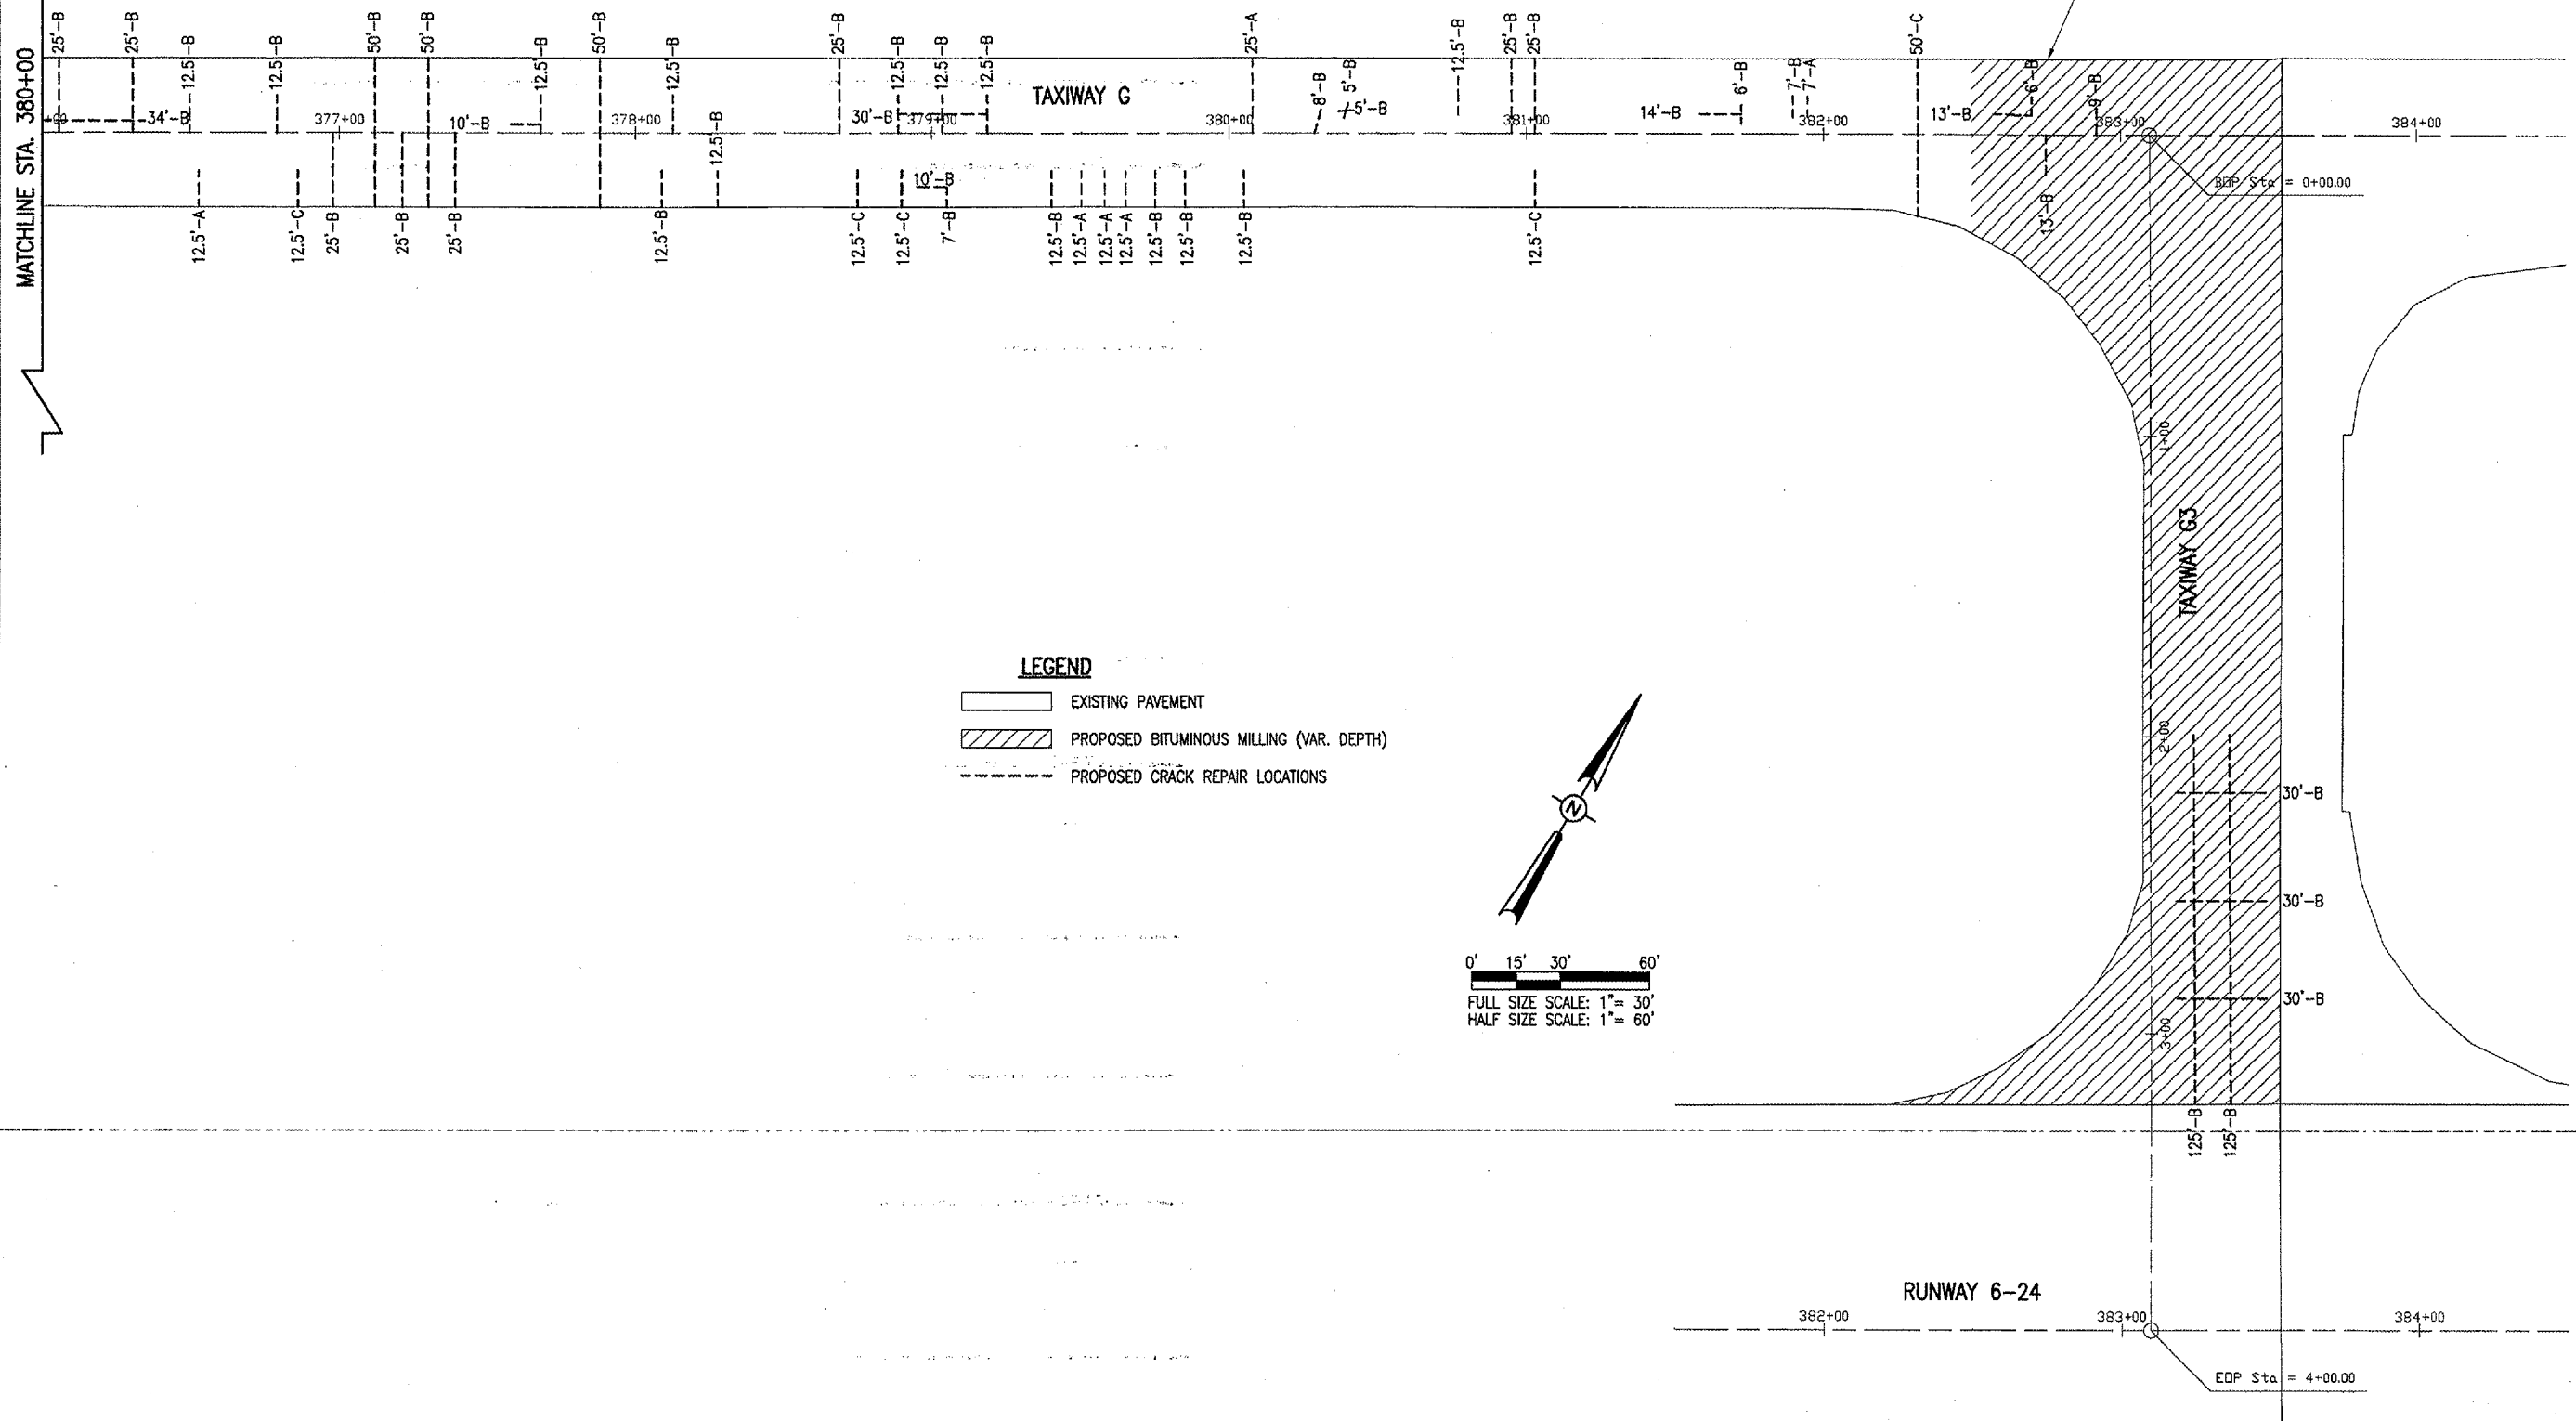 MATCHLINE STA. 380+00
25'-B
25'-B
12.5'-B
12.5'-B
50'-B
50'-B
12.5'-B
50'-B
12.5'-B
25'-B
12.5'-B
12.5'-B
12.5'-B
25'-A
12.5'-B
25'-B
25'-B
50'-C
TAXIWAY G
34'-B
377+00
10'-B
378+00
12.5'-B
30'-B
379+00
380+00
8'-B
5'-B
5'-B
381+00
14'-B
6'-B
7'-B
7'-A
382+00
13'-B
6'-B
9'-B
383+00
384+00
10'-B
13'-B
BOP Sta = 0+00.00
12.5'-A
12.5'-C
25'-B
25'-B
25'-B
12.5'-B
12.5'-C
12.5'-C
7'-B
12.5'-B
12.5'-A
12.5'-A
12.5'-A
12.5'-B
12.5'-B
12.5'-B
12.5'-C
1+00
TAXIWAY G3
2+00
30'-B
30'-B
30'-B
3+00
125'-B
125'-B
LEGEND
EXISTING PAVEMENT
PROPOSED BITUMINOUS MILLING (VAR. DEPTH)
PROPOSED CRACK REPAIR LOCATIONS
N
0' 15' 30' 60'
FULL SIZE SCALE: 1"= 30'
HALF SIZE SCALE: 1"= 60'
RUNWAY 6-24
382+00
383+00
384+00
EOP Sta = 4+00.00